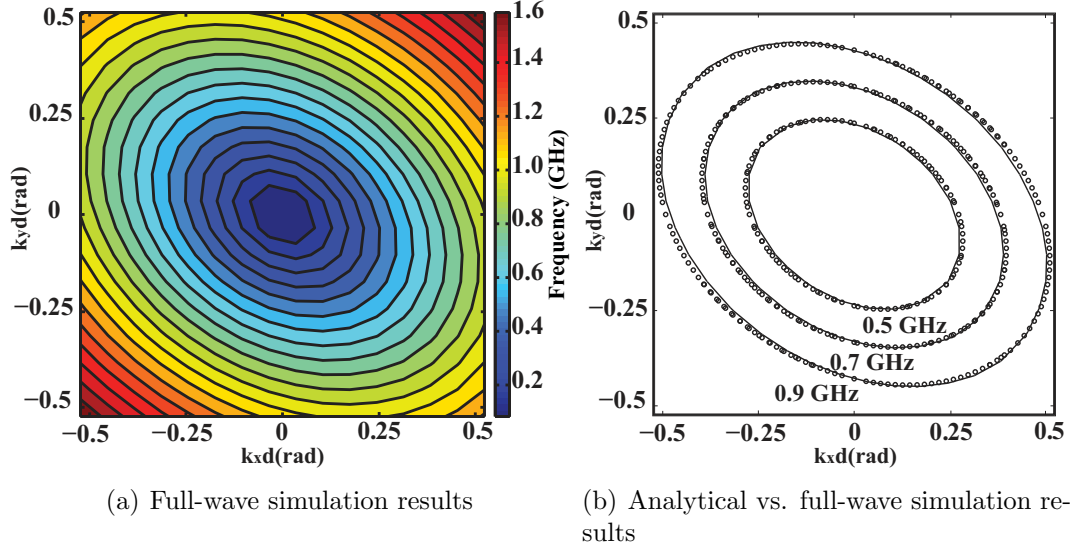 0.5
0.25
0
−0.25
−0.5
kyd(rad)
−0.5 −0.25 0 0.25 0.5
kxd(rad)
1.6
1.4
1.2
1.0
0.8
0.6
0.4
0.2
Frequency (GHz)
(a) Full-wave simulation results
0.5
0.25
0
−0.25
−0.5
kyd(rad)
0.5 GHz
0.7 GHz
0.9 GHz
−0.5 −0.25 0 0.25 0.5
kxd(rad)
(b) Analytical vs. full-wave simulation re-
sults